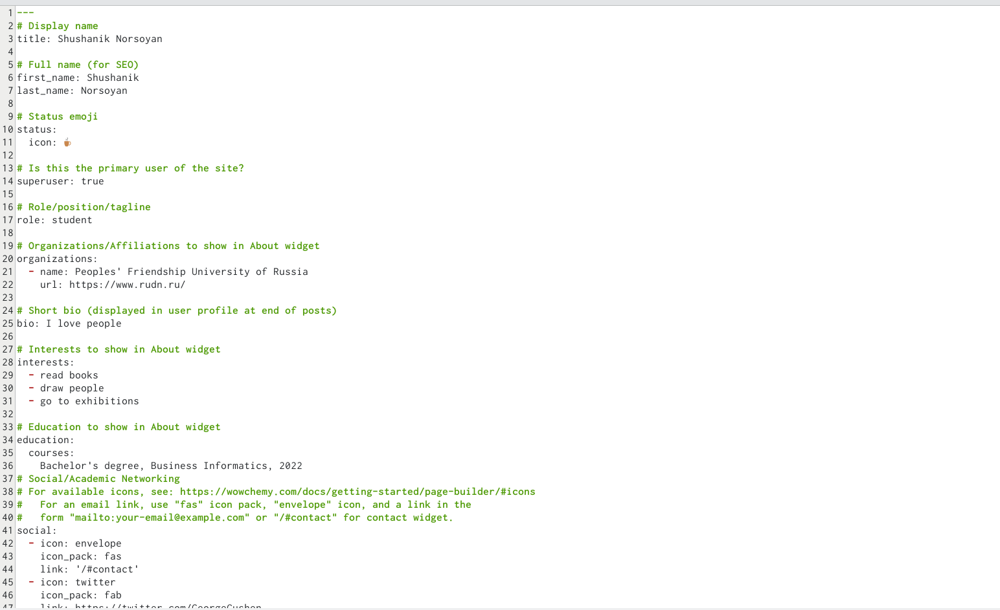 1 ---
2 # Display name
3 title: Shushanik Norsoyan
4
5 # Full name (for SEO)
6 first_name: Shushanik
7 last_name: Norsoyan
8
9 # Status emoji
10 status:
11   icon: ☕
12
13 # Is this the primary user of the site?
14 superuser: true
15
16 # Role/position/tagline
17 role: student
18
19 # Organizations/Affiliations to show in About widget
20 organizations:
21   - name: Peoples' Friendship University of Russia
22     url: https://www.rudn.ru/
23
24 # Short bio (displayed in user profile at end of posts)
25 bio: I love people
26
27 # Interests to show in About widget
28 interests:
29   - read books
30   - draw people
31   - go to exhibitions
32
33 # Education to show in About widget
34 education:
35   courses:
36     Bachelor's degree, Business Informatics, 2022
37 # Social/Academic Networking
38 # For available icons, see: https://wowchemy.com/docs/getting-started/page-builder/#icons
39 #   For an email link, use "fas" icon pack, "envelope" icon, and a link in the
40 #   form "mailto:your-email@example.com" or "/#contact" for contact widget.
41 social:
42   - icon: envelope
43     icon_pack: fas
44     link: '/#contact'
45   - icon: twitter
46     icon_pack: fab
47     link: https://twitter.com/GeorgeCushen